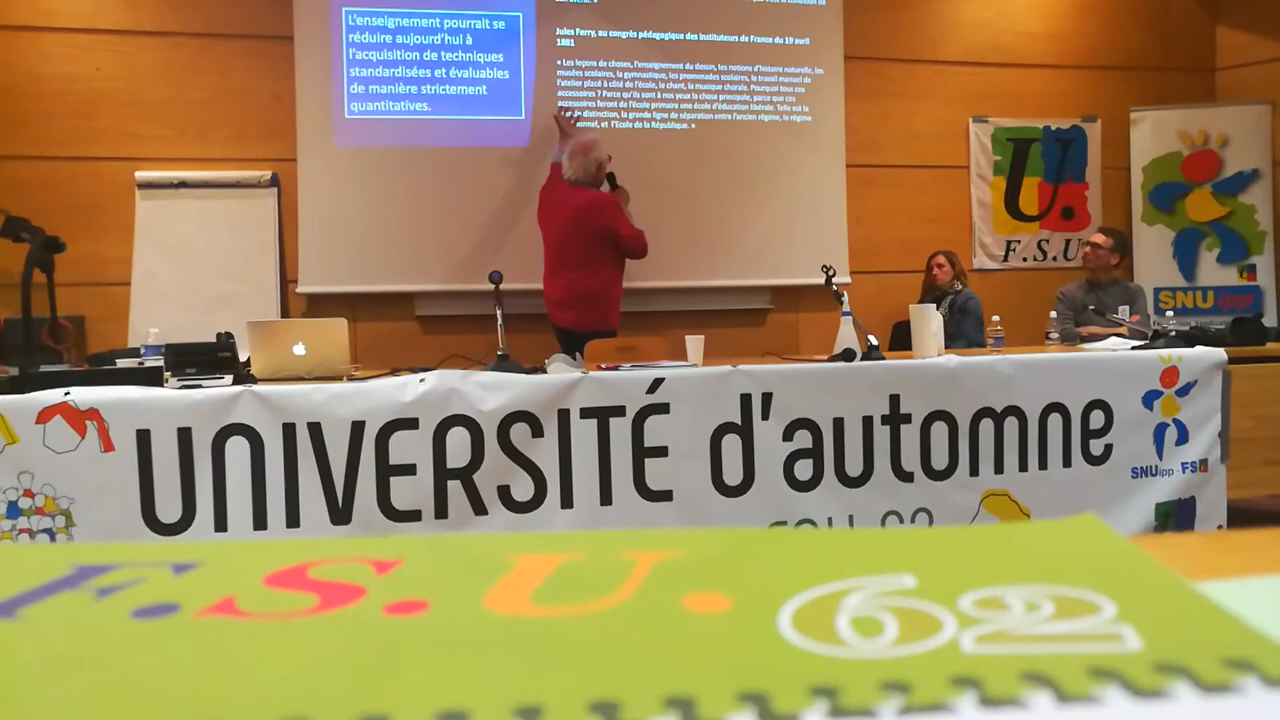 L'enseignement pourrait se
réduire aujourd'hui à
l'acquisition de techniques
standardisées et évaluables
de manière strictement
quantitatives.
Jules Ferry, au congrès pédagogique des instituteurs de France du 19 avril
1881
« Les leçons de choses, l'enseignement du dessin, les notions d'histoire naturelle, les
musées scolaires, la gymnastique, les promenades scolaires, le travail manuel de
l'atelier placé à côté de l'école, le chant, la musique chorale. Pourquoi tous ces
accessoires ? Parce qu'ils sont à nos yeux la chose principale, parce que ces
accessoires feront de l'école primaire une école d'éducation libérale. Telle est la
distinction, la grande ligne de séparation entre l'ancien régime, le régime
et l'Ecole de la République. »
U.
F.S.U
SNUipp
UNIVERSITÉ d'automne
SNUipp - FSU
F.S.U. 62